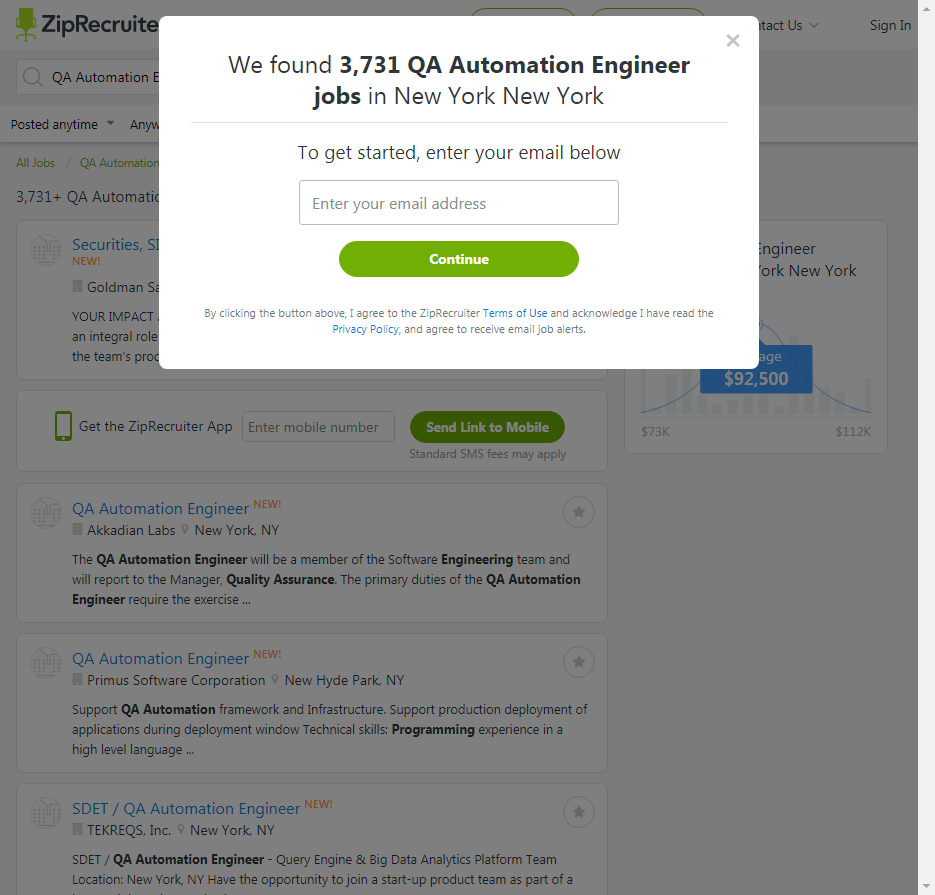 ZipRecruite
tact Us
Sign In
We found 3,731 QA Automation Engineer
jobs in New York New York
To get started, enter your email below
Enter your email address
Continue
By clicking the button above, I agree to the ZipRecruiter Terms of Use and acknowledge I have read the
Privacy Policy, and agree to receive email job alerts.
QA Automation E
Posted anytime
Anyw
All Jobs / QA Automation
3,731+ QA Automatio
Securities, SI
NEW!
Goldman Sa
YOUR IMPACT
an integral role
the team's proc
Engineer
York New York
age
$92,500
$73K
$112K
Get the ZipRecruiter App
Enter mobile number
Send Link to Mobile
Standard SMS fees may apply
QA Automation Engineer NEW!
Akkadian Labs New York, NY
The QA Automation Engineer will be a member of the Software Engineering team and
will report to the Manager, Quality Assurance. The primary duties of the QA Automation
Engineer require the exercise ...
QA Automation Engineer NEW!
Primus Software Corporation New Hyde Park, NY
Support QA Automation framework and Infrastructure. Support production deployment of
applications during deployment window Technical skills: Programming experience in a
high level language ...
SDET / QA Automation Engineer NEW!
TEKREQS, Inc. New York, NY
SDET / QA Automation Engineer - Query Engine & Big Data Analytics Platform Team
Location: New York, NY Have the opportunity to join a start-up product team as part of a